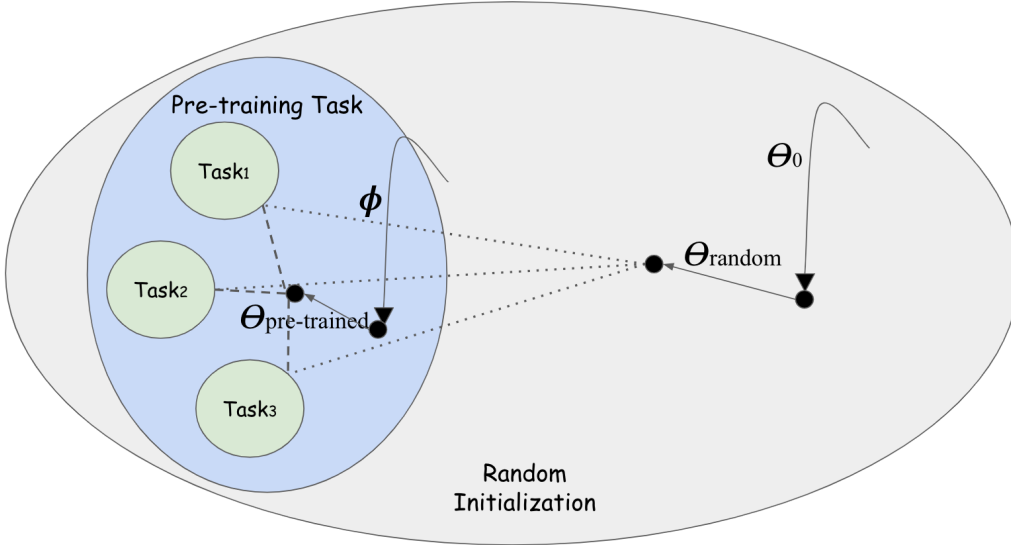 Pre-training Task
Task1
ϕ
Θ0
Θrandom
Task2
Θpre-trained
Task3
Random
Initialization